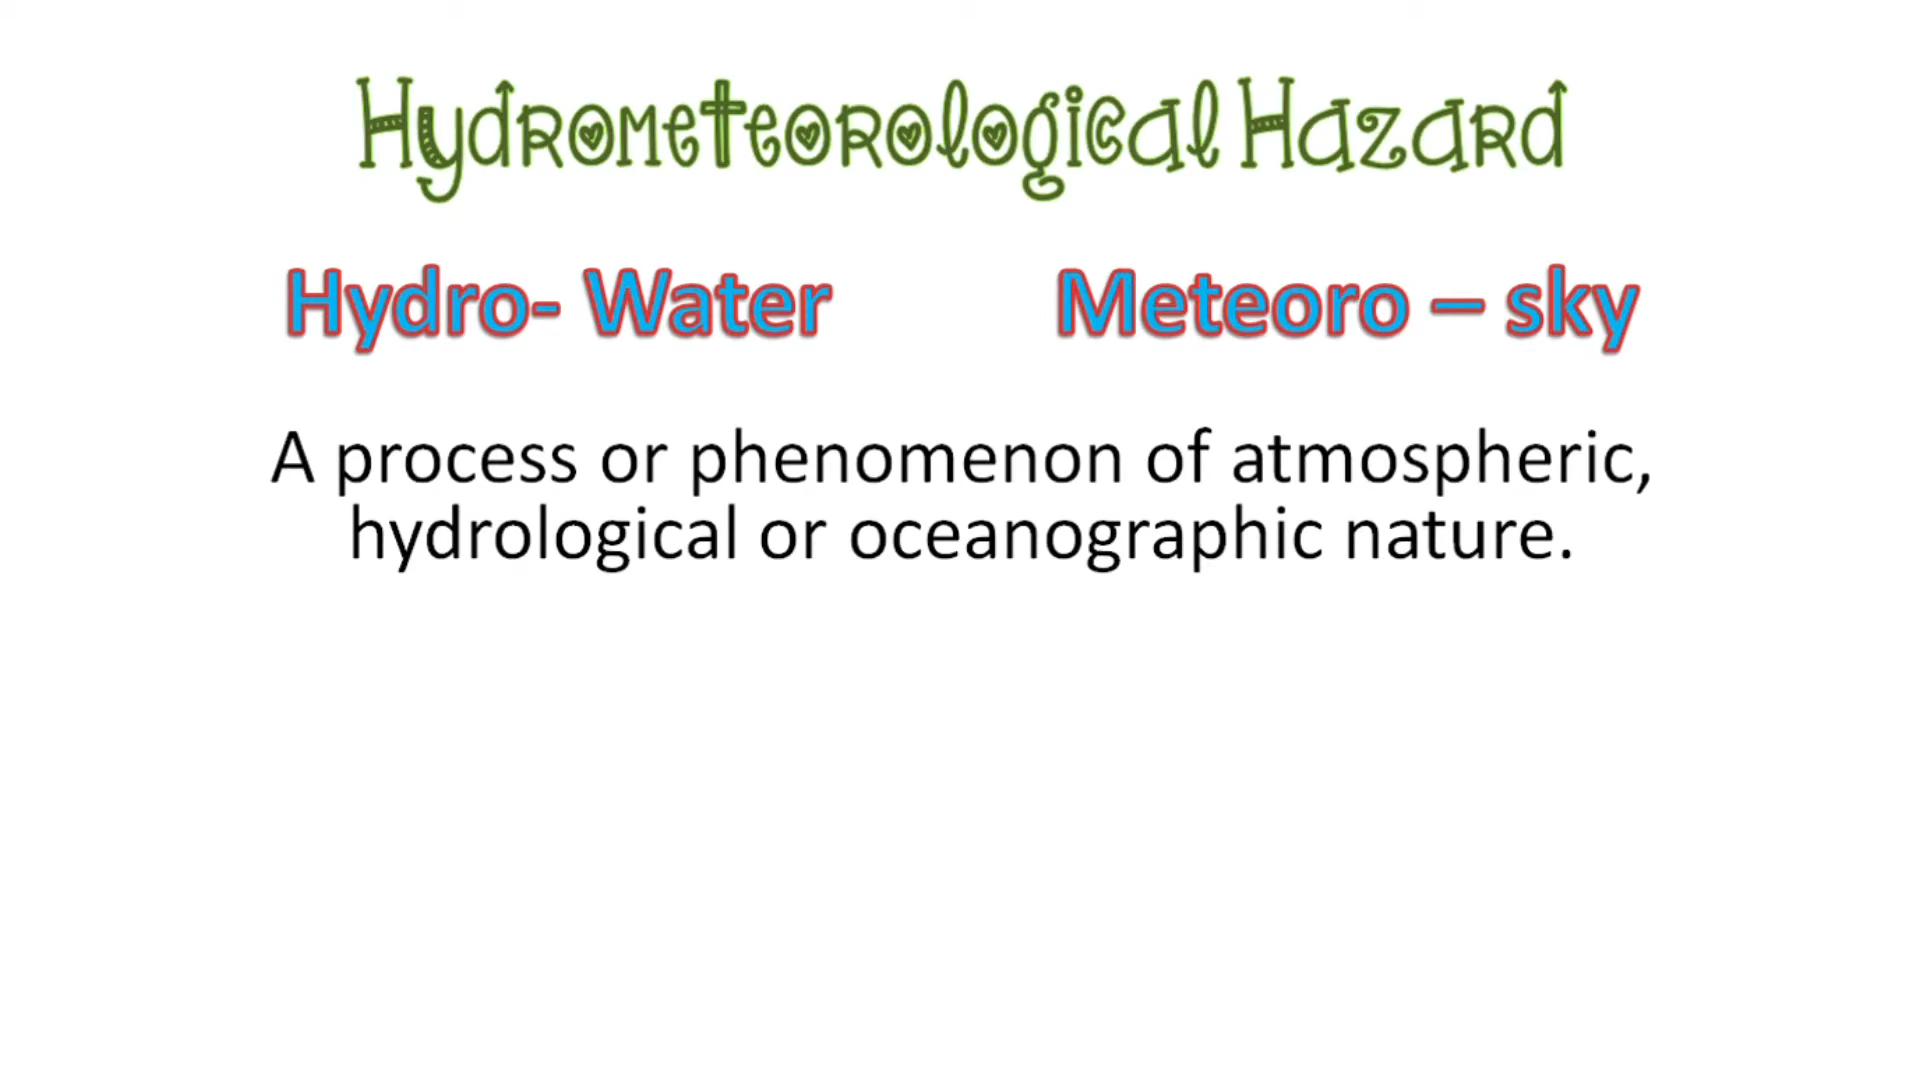 Hydrometeorological Hazard
Hydro- Water Meteoro – sky
A process or phenomenon of atmospheric,
hydrological or oceanographic nature.